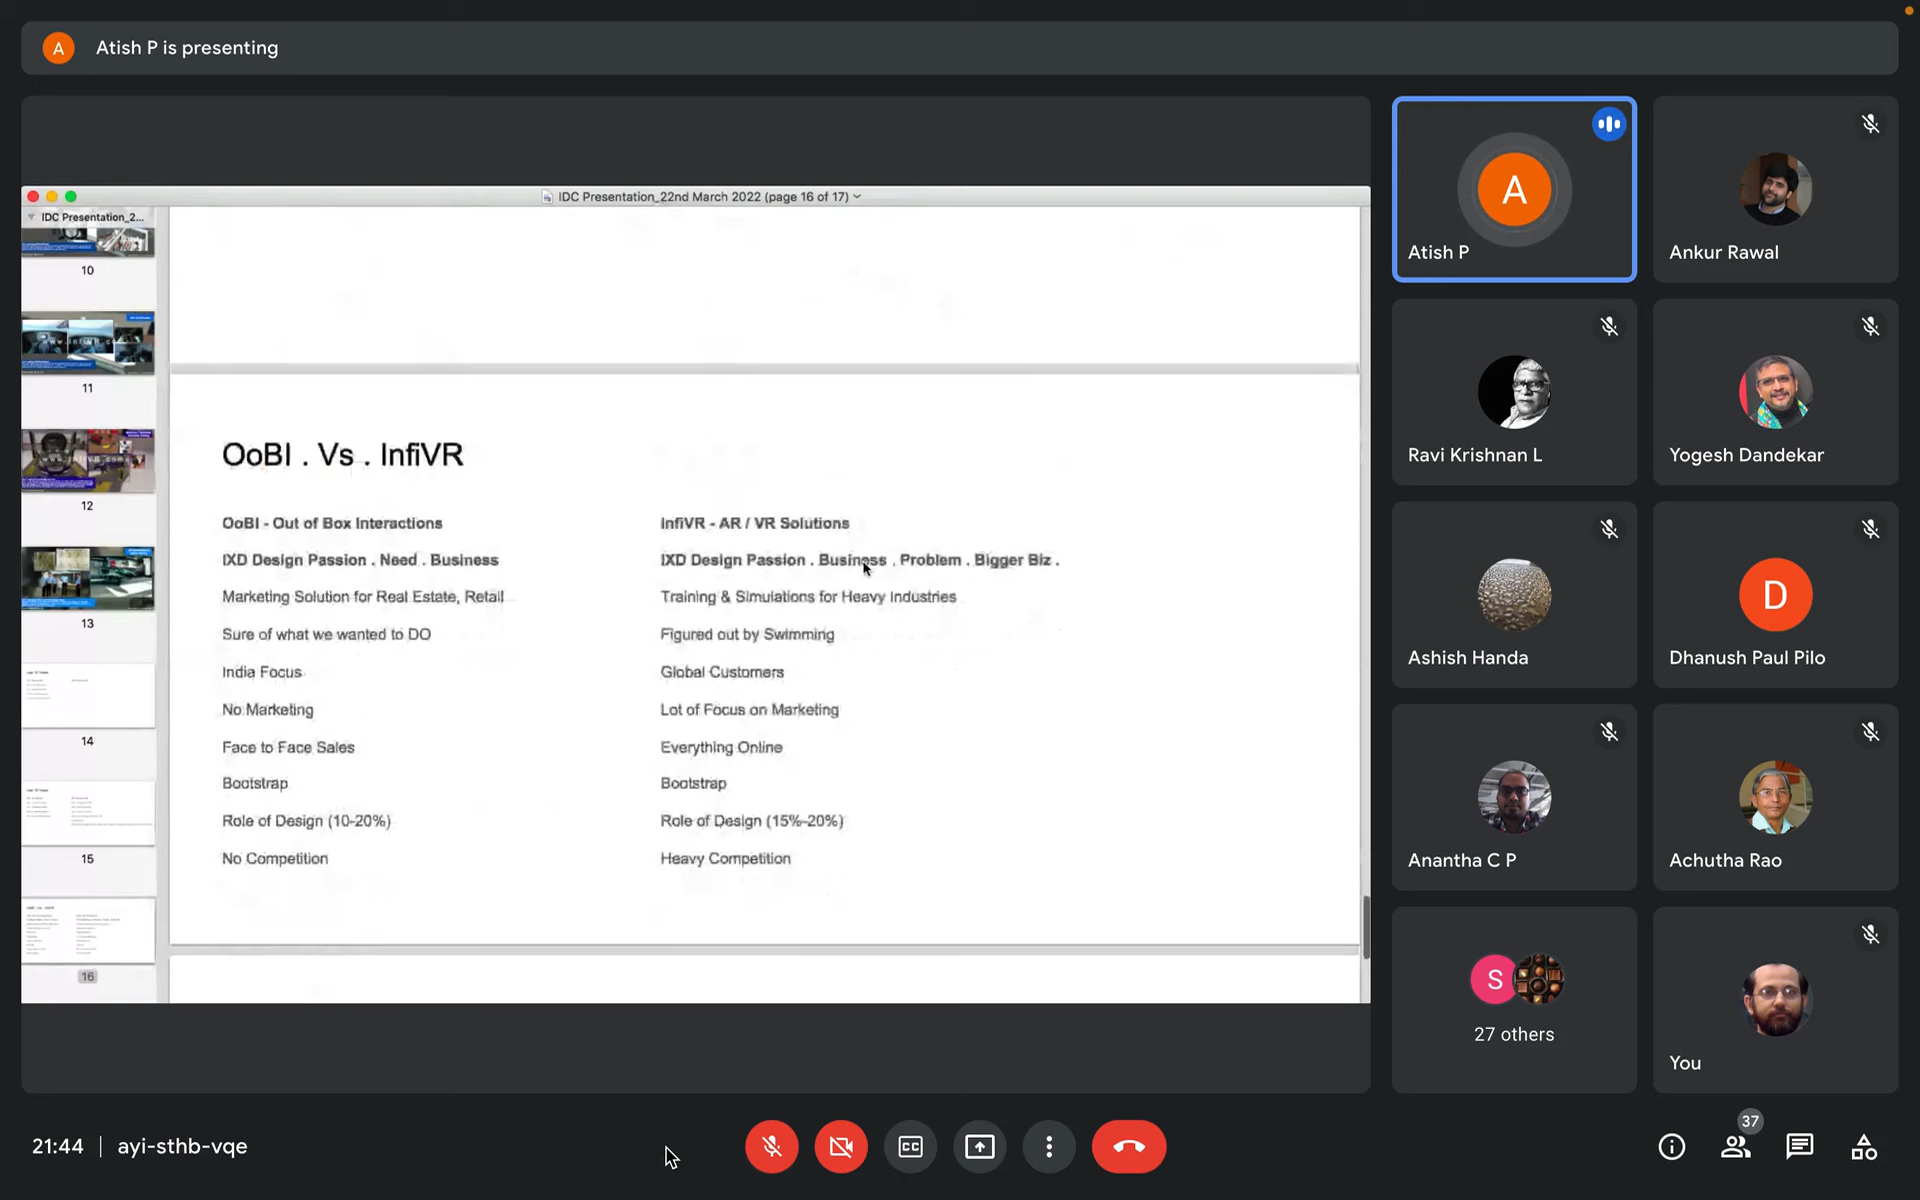 A Atish P is presenting
IDC Presentation_22nd March 2022 (page 16 of 17)
IDC Presentation_2...
10
www.infiVR.co
11
12
13
14
15
16
OoBI . Vs . InfiVR
OoBI - Out of Box Interactions
IXD Design Passion . Need . Business
Marketing Solution for Real Estate, Retail
Sure of what we wanted to DO
India Focus
No Marketing
Face to Face Sales
Bootstrap
Role of Design (10-20%)
No Competition
InfiVR - AR / VR Solutions
IXD Design Passion . Business . Problem . Bigger Biz .
Training & Simulations for Heavy Industries
Figured out by Swimming
Global Customers
Lot of Focus on Marketing
Everything Online
Bootstrap
Role of Design (15%-20%)
Heavy Competition
A
Atish P
Ankur Rawal
Ravi Krishnan L
Yogesh Dandekar
Ashish Handa
D
Dhanush Paul Pilo
Anantha C P
Achutha Rao
S
27 others
You
21:44 | ayi-sthb-vqe
CC
37